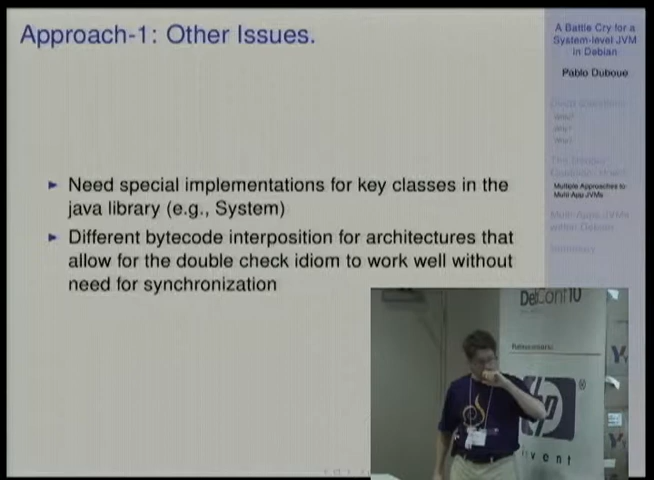 Approach-1: Other Issues.
Need special implementations for key classes in the
java library (e.g., System)
Different bytecode interposition for architectures that
allow for the double check idiom to work well without
need for synchronization
A Battle Cry for a
System-level JVM
in Debian
Pablo Duboue
Multiple Approaches to
Multi App JVMs
DebConf10
hp
®
invent